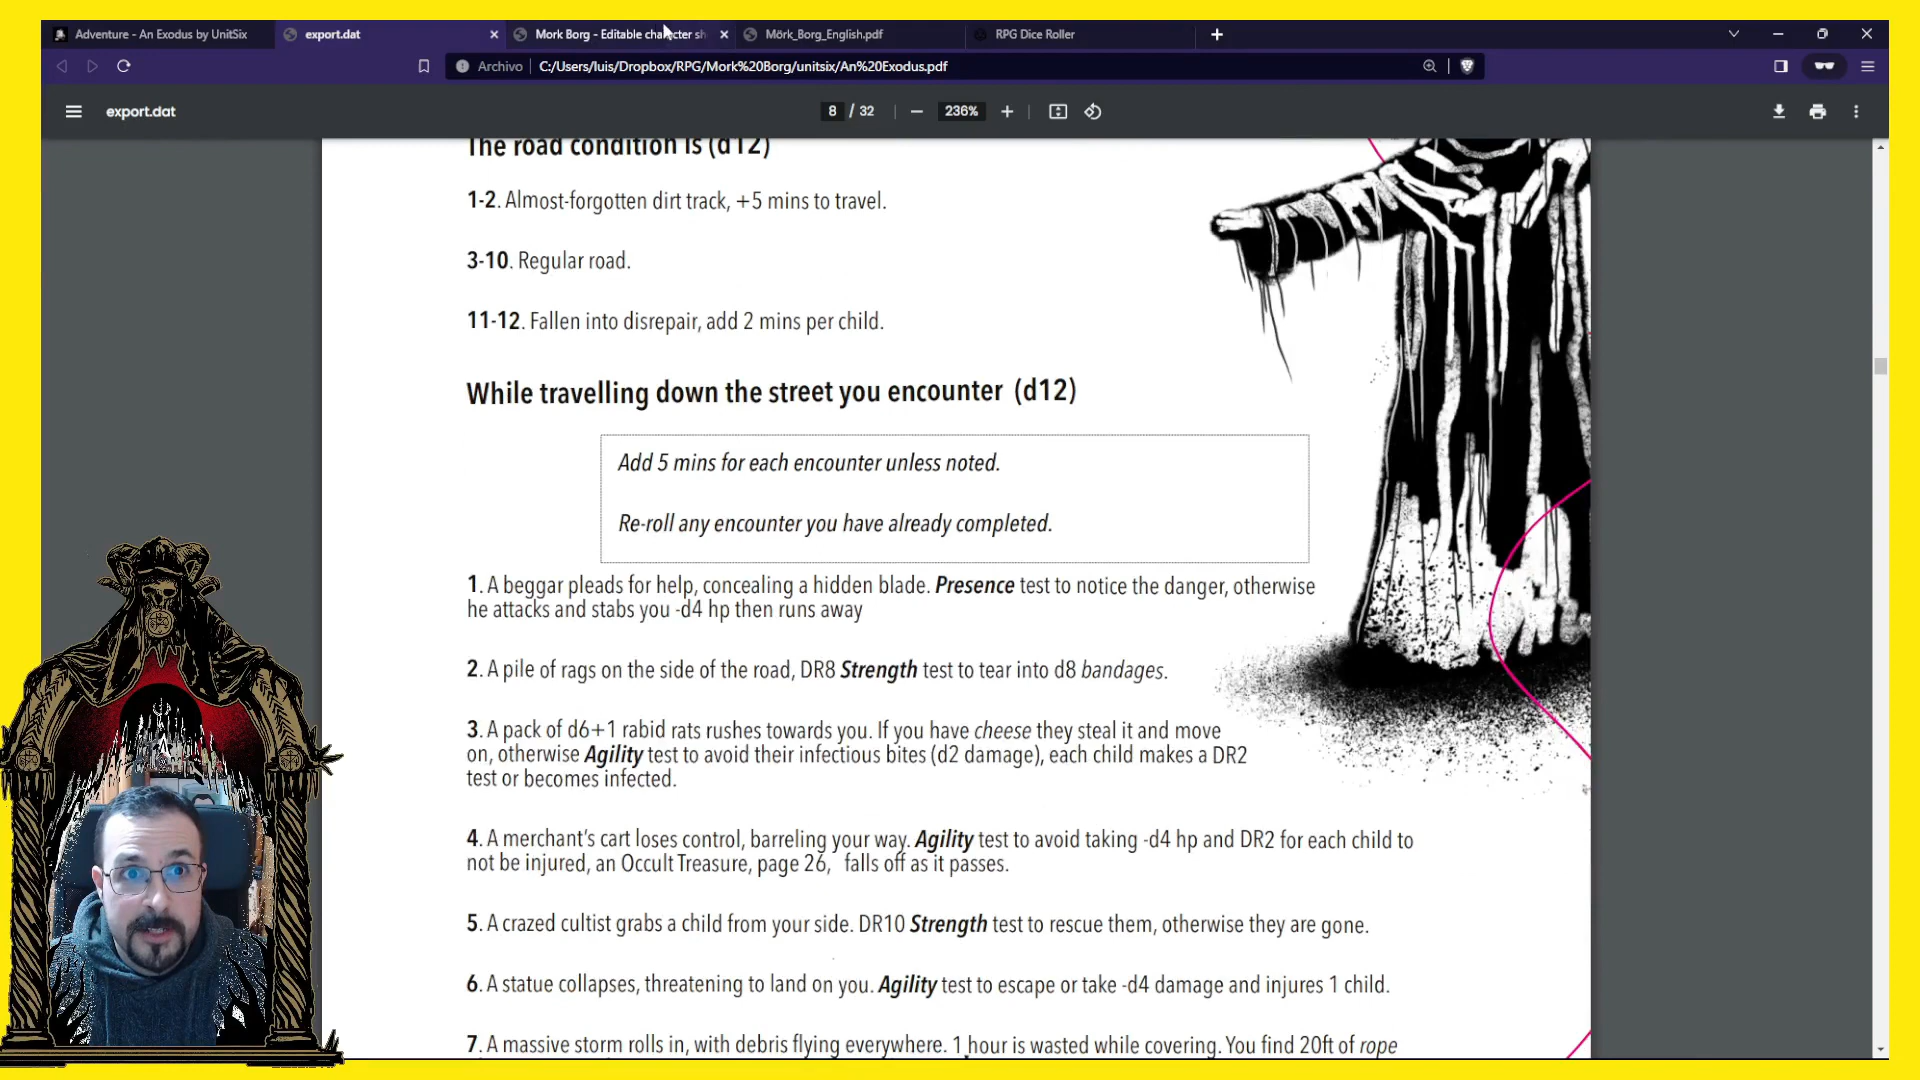 Adventure - An Exodus by UnitSix
export.dat
Mork Borg - Editable character sh
Mörk_Borg_English.pdf
RPG Dice Roller
Archivo
C:/Users/luis/Dropbox/RPG/Mork%20Borg/unitsix/An%20Exodus.pdf
export.dat
8 / 32
236%
The road condition is (d12)
1-2. Almost-forgotten dirt track, +5 mins to travel.
3-10. Regular road.
11-12. Fallen into disrepair, add 2 mins per child.
While travelling down the street you encounter (d12)
Add 5 mins for each encounter unless noted.
Re-roll any encounter you have already completed.
1. A beggar pleads for help, concealing a hidden blade. Presence test to notice the danger, otherwise
he attacks and stabs you -d4 hp then runs away
2. A pile of rags on the side of the road, DR8 Strength test to tear into d8 bandages.
3. A pack of d6+1 rabid rats rushes towards you. If you have cheese they steal it and move
on, otherwise Agility test to avoid their infectious bites (d2 damage), each child makes a DR2
test or becomes infected.
4. A merchant's cart loses control, barreling your way. Agility test to avoid taking -d4 hp and DR2 for each child to
not be injured, an Occult Treasure, page 26, falls off as it passes.
5. A crazed cultist grabs a child from your side. DR10 Strength test to rescue them, otherwise they are gone.
6. A statue collapses, threatening to land on you. Agility test to escape or take -d4 damage and injures 1 child.
7. A massive storm rolls in, with debris flying everywhere. 1 hour is wasted while covering. You find 20ft of rope